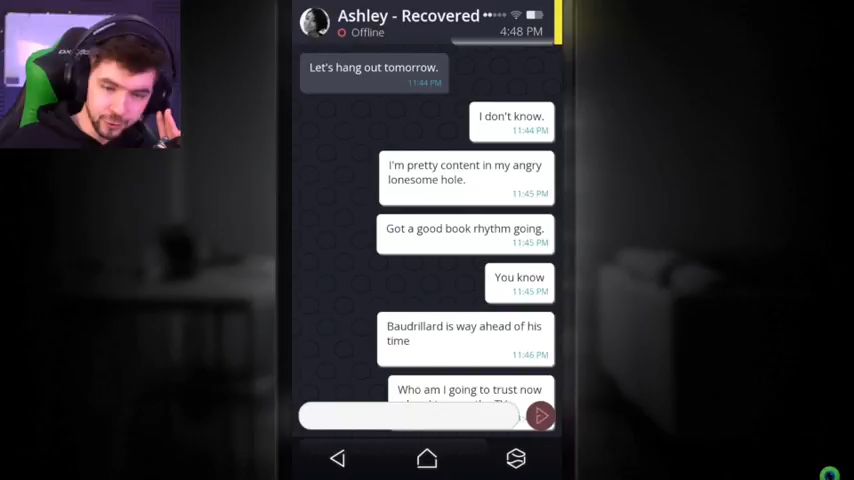 Ashley - Recovered
Offline
4:48 PM
Let's hang out tomorrow.
11:44 PM
I don't know.
11:44 PM
I'm pretty content in my angry
lonesome hole.
11:45 PM
Got a good book rhythm going.
11:45 PM
You know
11:45 PM
Baudrillard is way ahead of his
time
11:46 PM
Who am I going to trust now